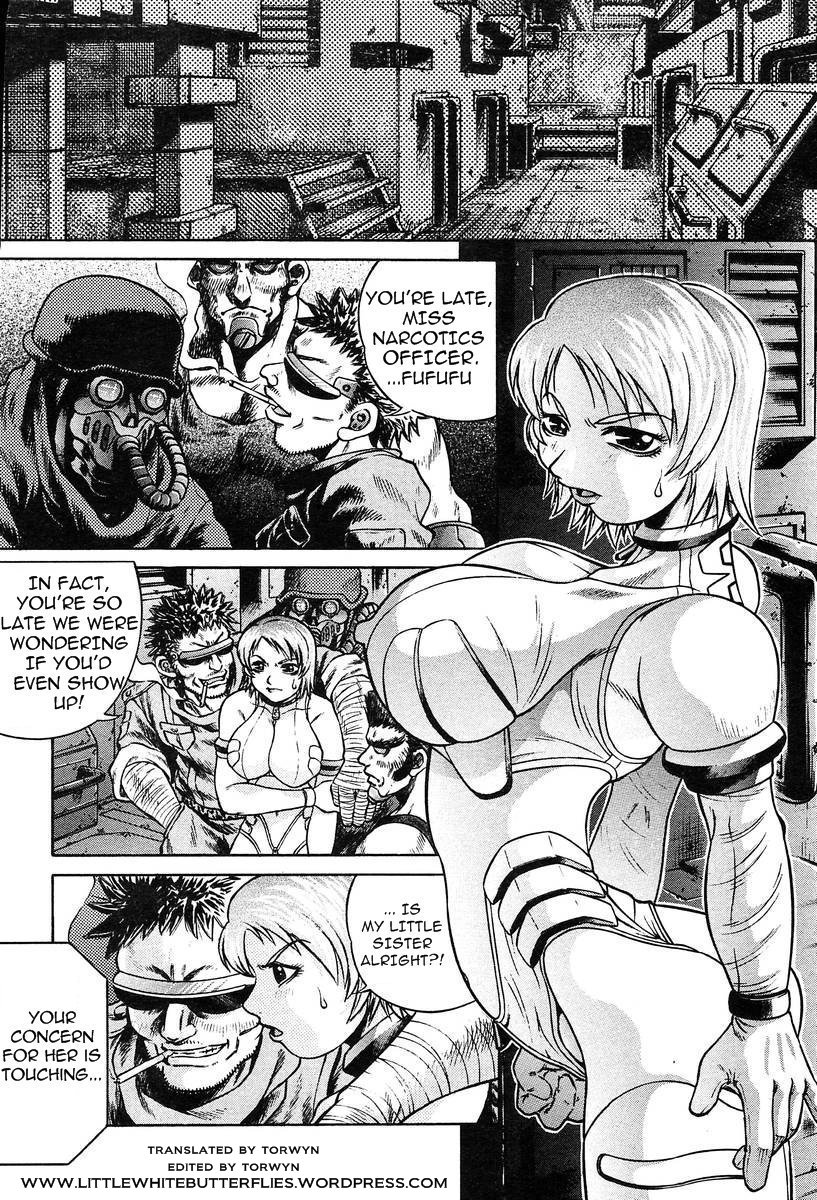 YOU'RE LATE,
MISS
NARCOTICS
OFFICER.
...FUFUFU
IN FACT,
YOU'RE SO
LATE WE WERE
WONDERING
IF YOU'D
EVEN SHOW
UP!
... IS
MY LITTLE
SISTER
ALRIGHT?!
YOUR
CONCERN
FOR HER IS
TOUCHING...
TRANSLATED BY TORWYN
EDITED BY TORWYN
WWW.LITTLEWHITEBUTTERFLIES.WORDPRESS.COM